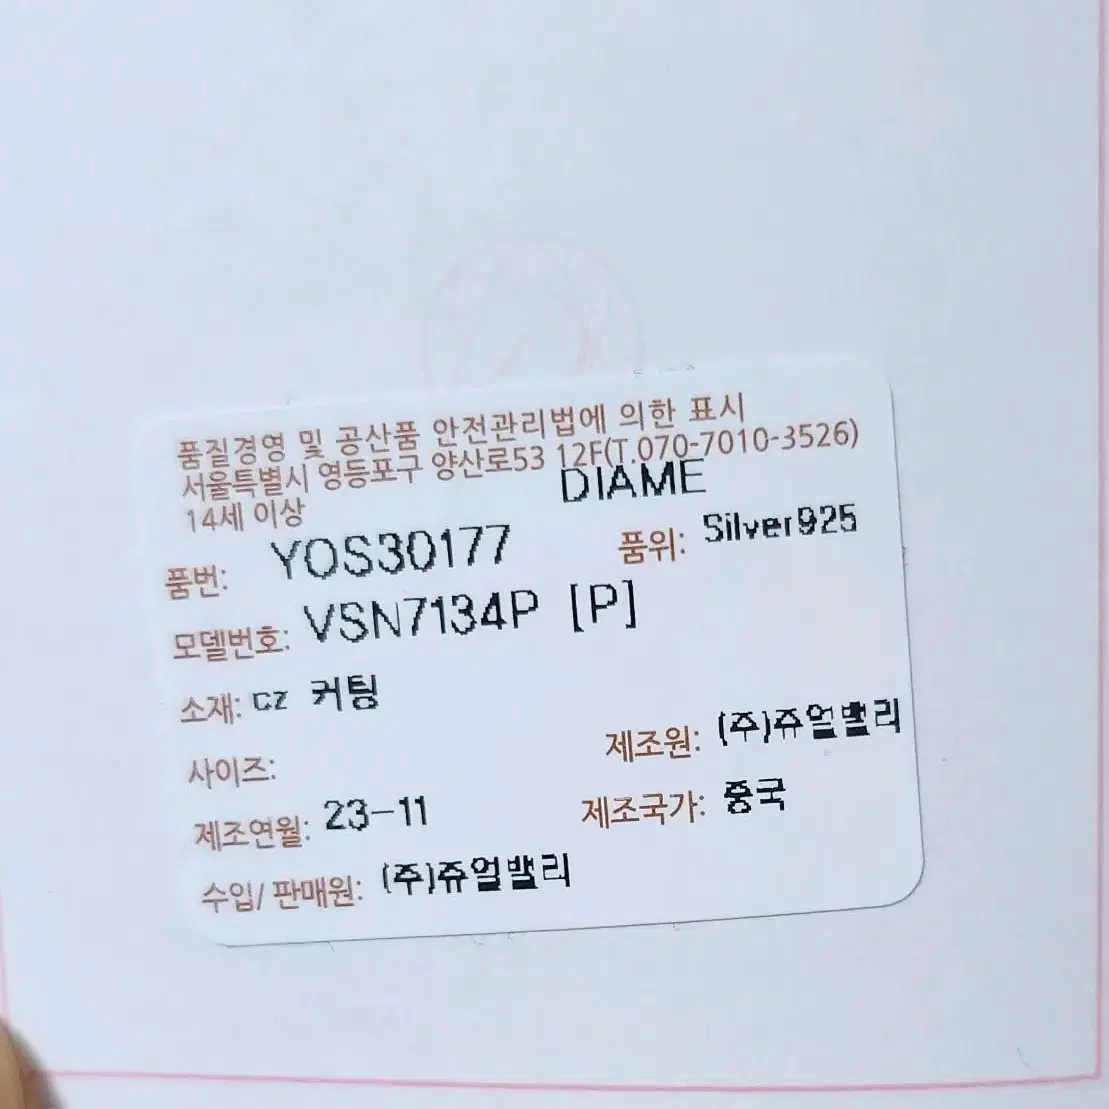 품질경영 및 공산품 안전관리법에 의한 표시
서울특별시 영등포구 양산로53 12F(T.070-7010-3526)
14세 이상
DIAME
품번: YOS30177 품위: Silver925
모델번호: VSN7134P [P]
소재: cz 커팅
사이즈: 제조원: (주)쥬얼밸리
제조연월: 23-11 제조국가: 중국
수입/ 판매원: (주)쥬얼밸리